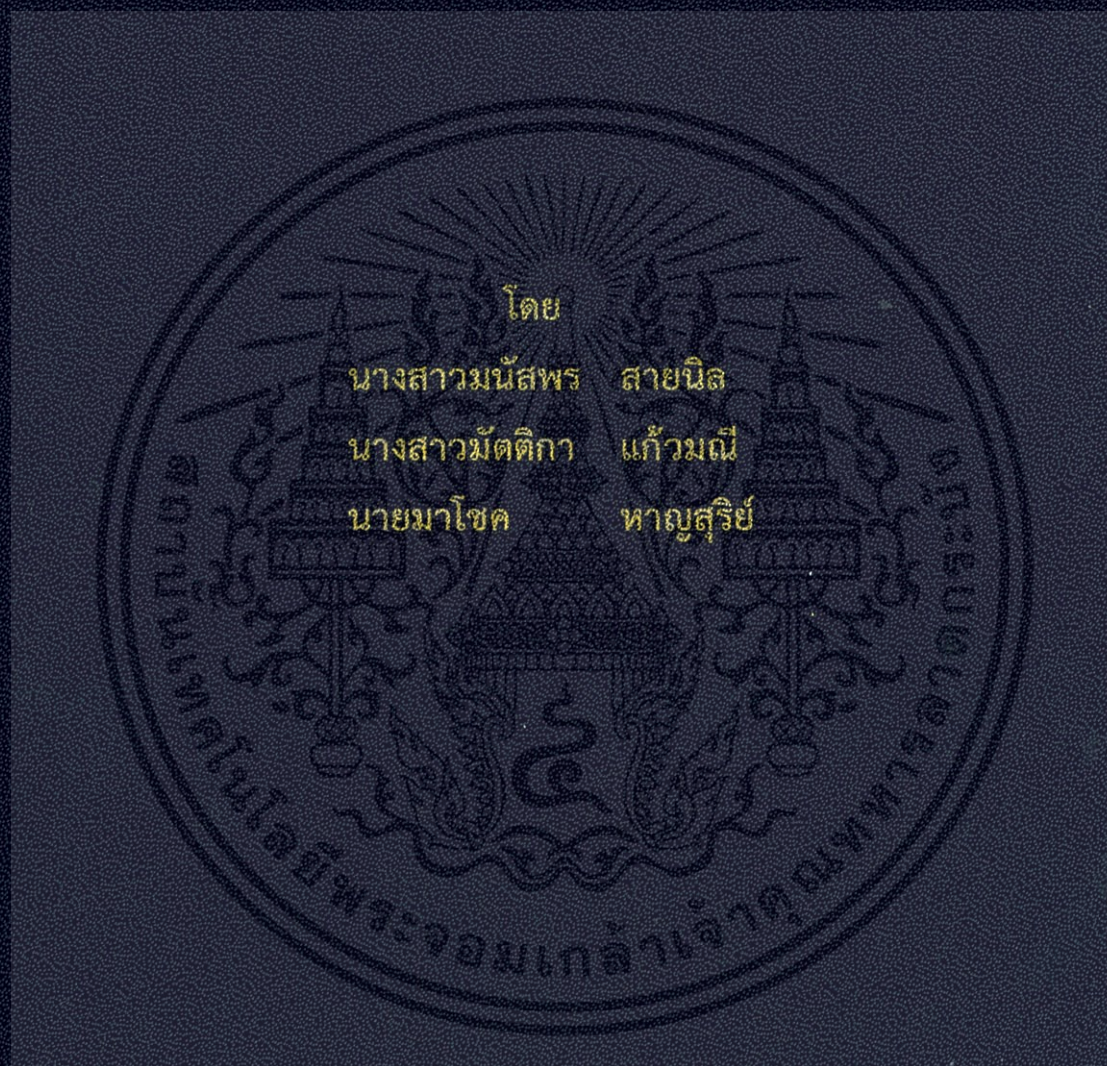 โดย
นางสาวมนัสพร สายนิล
นางสาวมัตติกา แก้วมณี
นายมาโชค หาญสุริย์
สถาบันเทคโนโลยีพระจอมเกล้าเจ้าคุณทหารลาดกระบัง